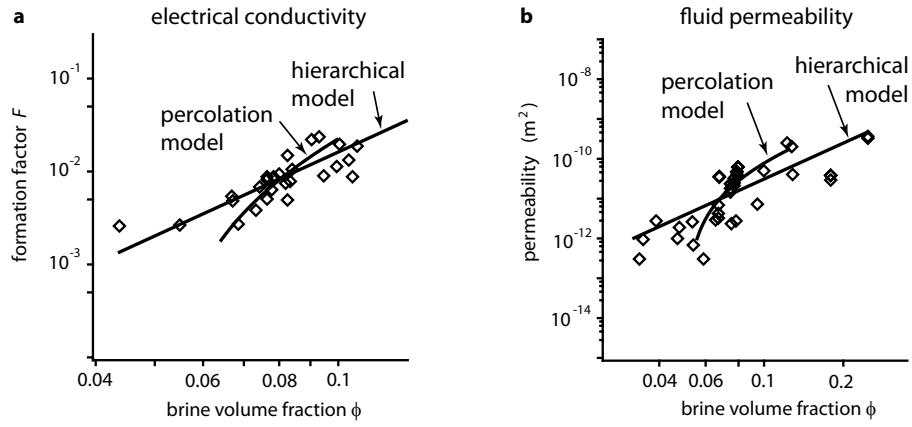 a electrical conductivity
hierarchical
model
percolation
model
formation factor F
10⁻¹
10⁻²
10⁻³
0.04 0.06 0.08 0.1
brine volume fraction ϕ
b fluid permeability
hierarchical
model
percolation
model
permeability (m²)
10⁻⁸
10⁻¹⁰
10⁻¹²
10⁻¹⁴
0.04 0.06 0.1 0.2
brine volume fraction ϕ